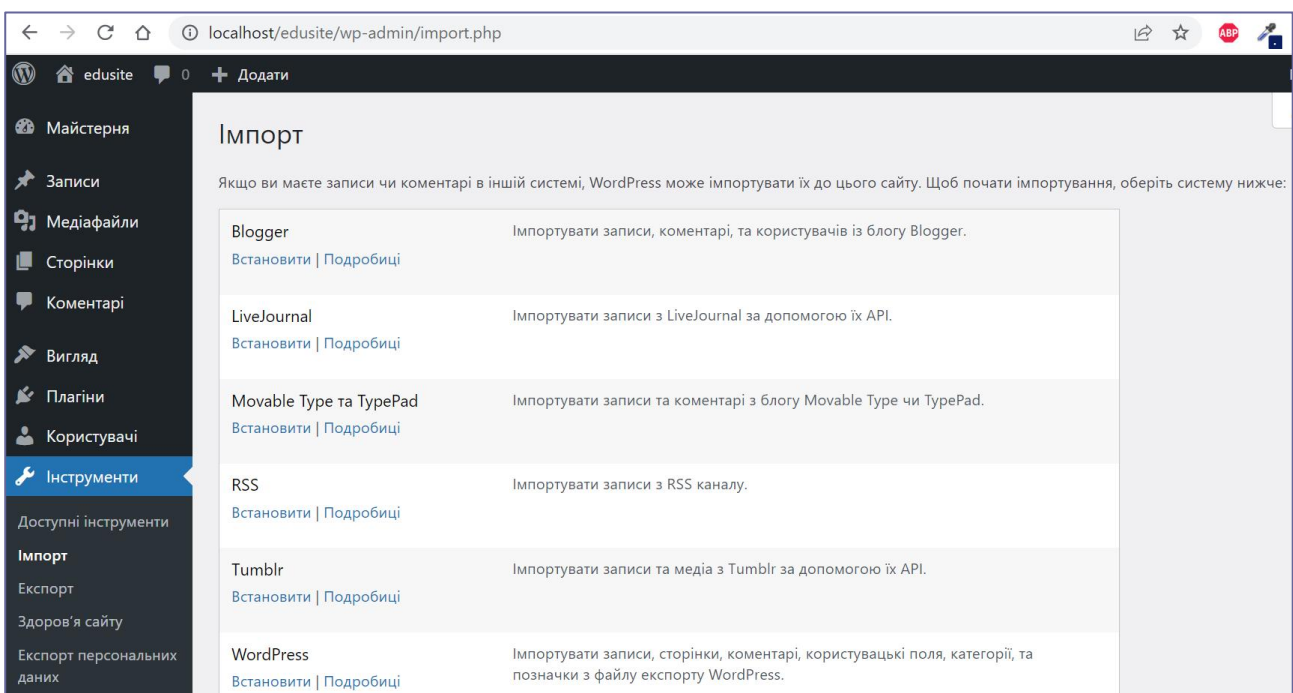 localhost/edusite/wp-admin/import.php
ABP
edusite 0 Додати
Майстерня
Записи
Медіафайли
Сторінки
Коментарі
Вигляд
Плагіни
Користувачі
Інструменти
Доступні інструменти
Імпорт
Експорт
Здоров’я сайту
Експорт персональних
даних
Імпорт
Якщо ви маєте записи чи коментарі в іншій системі, WordPress може імпортувати їх до цього сайту. Щоб почати імпортування, оберіть систему нижче:
Blogger Імпортувати записи, коментарі, та користувачів із блогу Blogger.
Встановити | Подробиці
LiveJournal Імпортувати записи з LiveJournal за допомогою їх API.
Встановити | Подробиці
Movable Type та TypePad Імпортувати записи та коментарі з блогу Movable Type чи TypePad.
Встановити | Подробиці
RSS Імпортувати записи з RSS каналу.
Встановити | Подробиці
Tumblr Імпортувати записи та медіа з Tumblr за допомогою їх API.
Встановити | Подробиці
WordPress Імпортувати записи, сторінки, коментарі, користувацькі поля, категорії, та
Встановити | Подробиці позначки з файлу експорту WordPress.